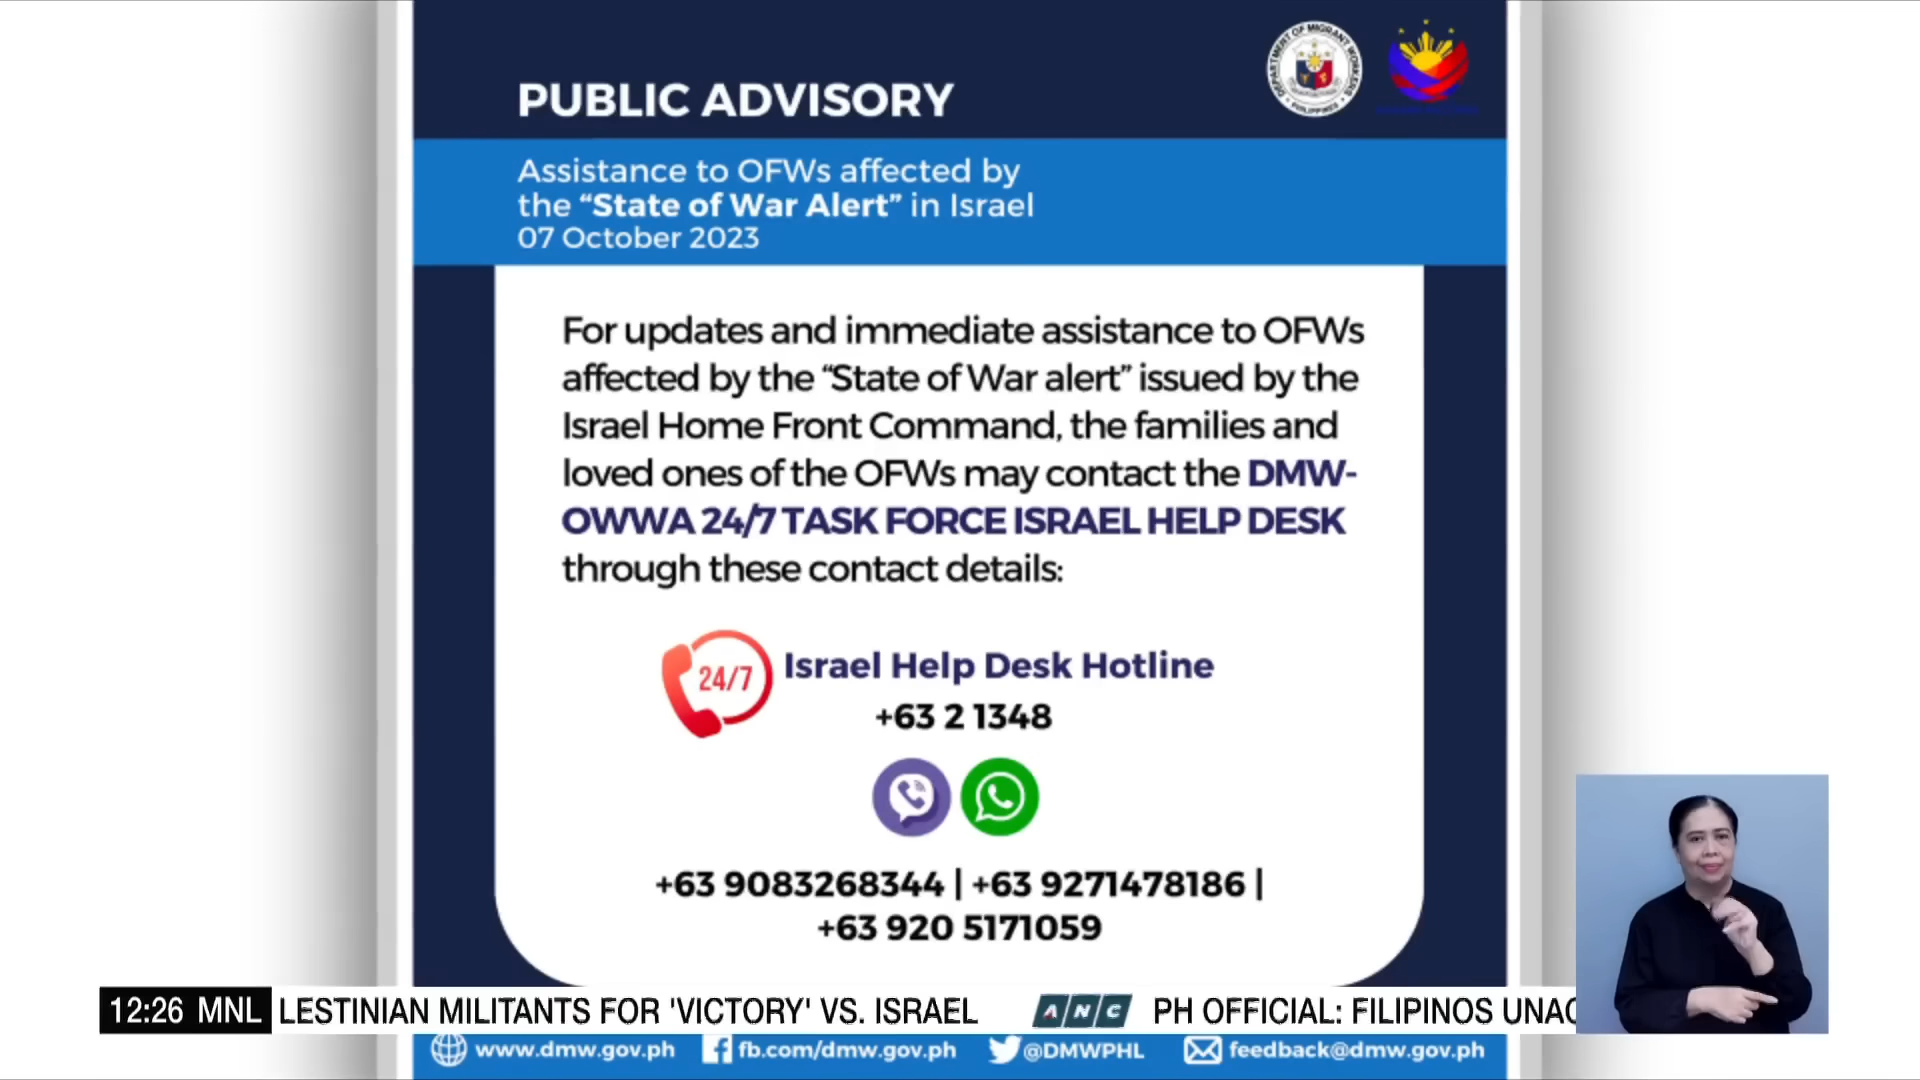 PUBLIC ADVISORY
DEPARTMENT OF MIGRANT WORKERS
PHILIPPINES
Assistance to OFWs affected by
the “State of War Alert” in Israel
07 October 2023
For updates and immediate assistance to OFWs
affected by the “State of War alert” issued by the
Israel Home Front Command, the families and
loved ones of the OFWs may contact the DMW-
OWWA 24/7 TASK FORCE ISRAEL HELP DESK
through these contact details:
24/7
Israel Help Desk Hotline
+63 2 1348
+63 9083268344 | +63 9271478186 |
+63 920 5171059
12:26 MNL LESTINIAN MILITANTS FOR 'VICTORY' VS. ISRAEL ANC PH OFFICIAL: FILIPINOS UNAC
www.dmw.gov.ph fb.com/dmw.gov.ph @DMWPHL feedback@dmw.gov.ph